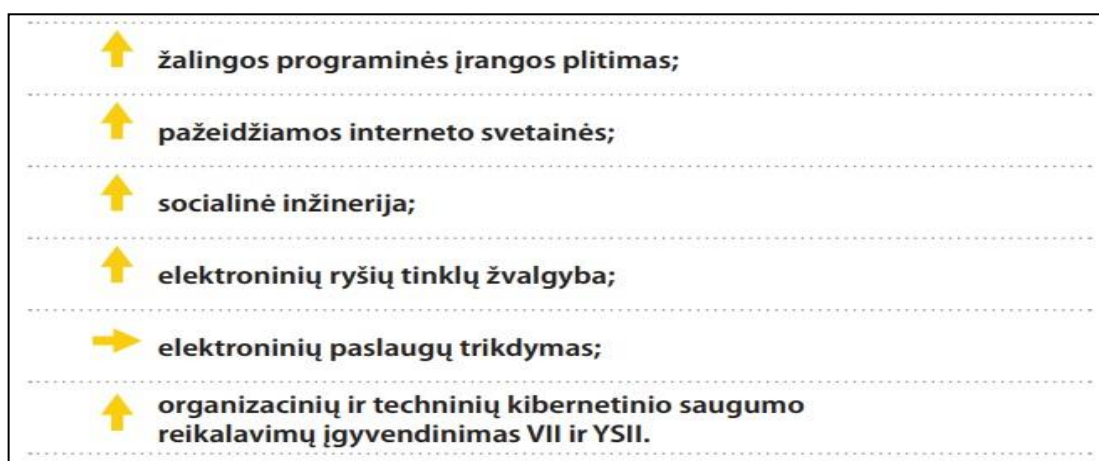 žalingos programinės įrangos plitimas;
pažeidžiamos interneto svetainės;
socialinė inžinerija;
elektroninių ryšių tinklų žvalgyba;
elektroninių paslaugų trikdymas;
organizacinių ir techninių kibernetinio saugumo
reikalavimų įgyvendinimas VII ir YSII.